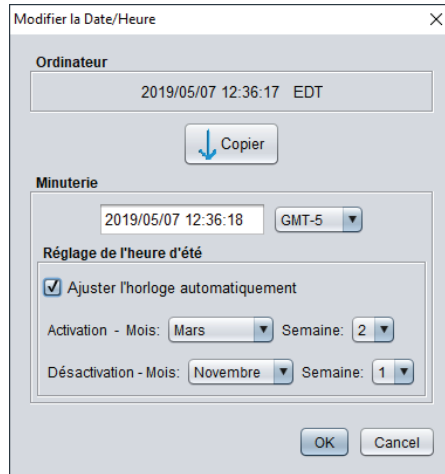 Modifier la Date/Heure
Ordinateur
2019/05/07 12:36:17 EDT
Copier
Minuterie
2019/05/07 12:36:18 GMT-5
Réglage de l'heure d'été
Ajuster l'horloge automatiquement
Activation - Mois: Mars Semaine: 2
Désactivation - Mois: Novembre Semaine: 1
OK Cancel